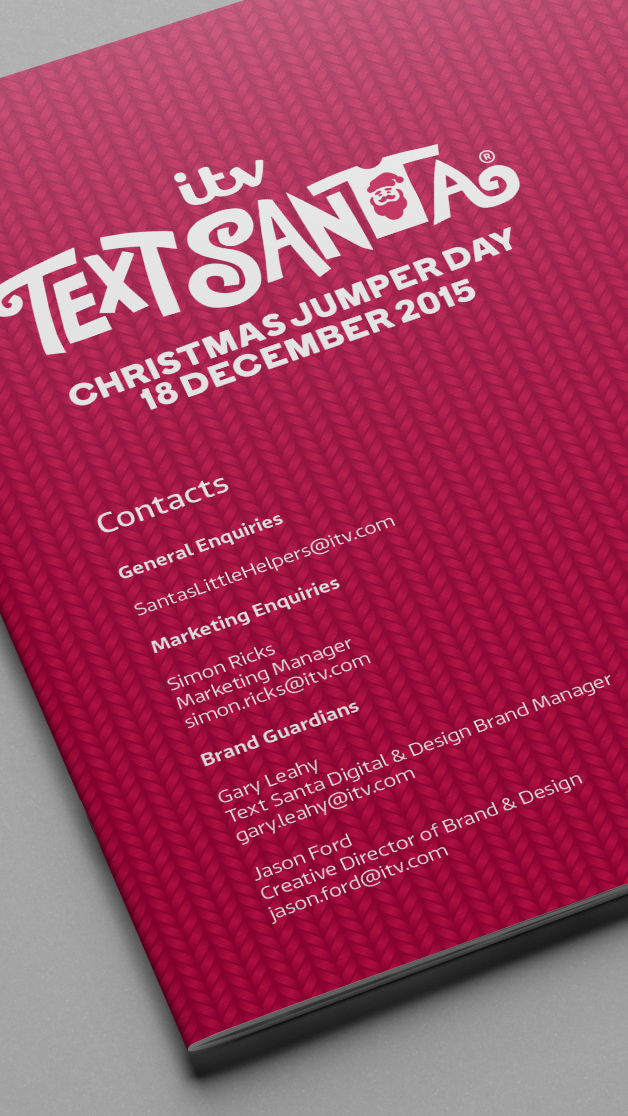 itv
TEXT SANTA®
CHRISTMAS JUMPER DAY
18 DECEMBER 2015
Contacts
General Enquiries
SantasLittleHelpers@itv.com
Marketing Enquiries
Simon Ricks
Marketing Manager
simon.ricks@itv.com
Brand Guardians
Gary Leahy
Text Santa Digital & Design Brand Manager
gary.leahy@itv.com
Jason Ford
Creative Director of Brand & Design
jason.ford@itv.com